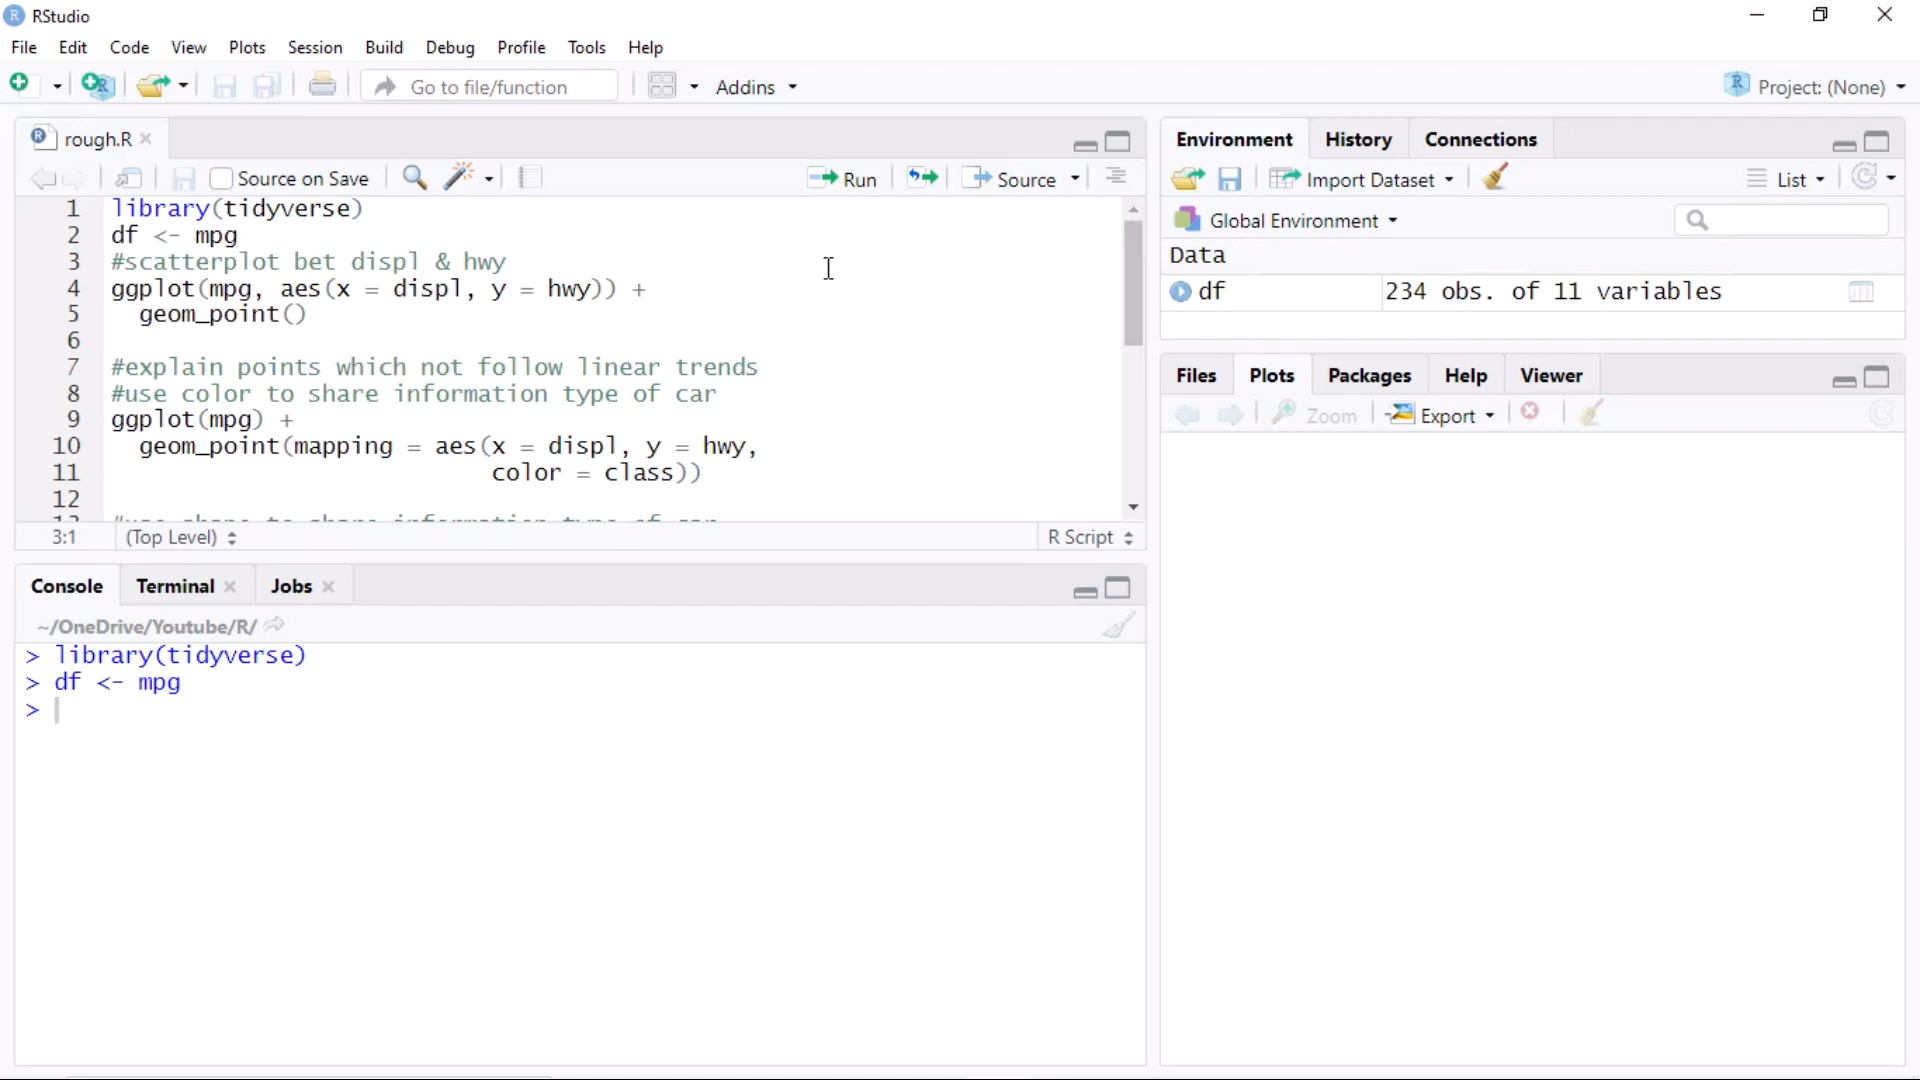 RStudio
File Edit Code View Plots Session Build Debug Profile Tools Help
Go to file/function Addins Project: (None)
rough.R
Source on Save Run Source
1 library(tidyverse)
2 df <- mpg
3 #scatterplot bet displ & hwy
4 ggplot(mpg, aes(x = displ, y = hwy)) +
5 geom_point()
6
7 #explain points which not follow linear trends
8 #use color to share information type of car
9 ggplot(mpg) +
10 geom_point(mapping = aes(x = displ, y = hwy,
11 color = class))
12
3:1 (Top Level) R Script
Console Terminal Jobs
~/OneDrive/Youtube/R/
> library(tidyverse)
> df <- mpg
>
Environment History Connections
Import Dataset List
Global Environment
Data
df 234 obs. of 11 variables
Files Plots Packages Help Viewer
Zoom Export